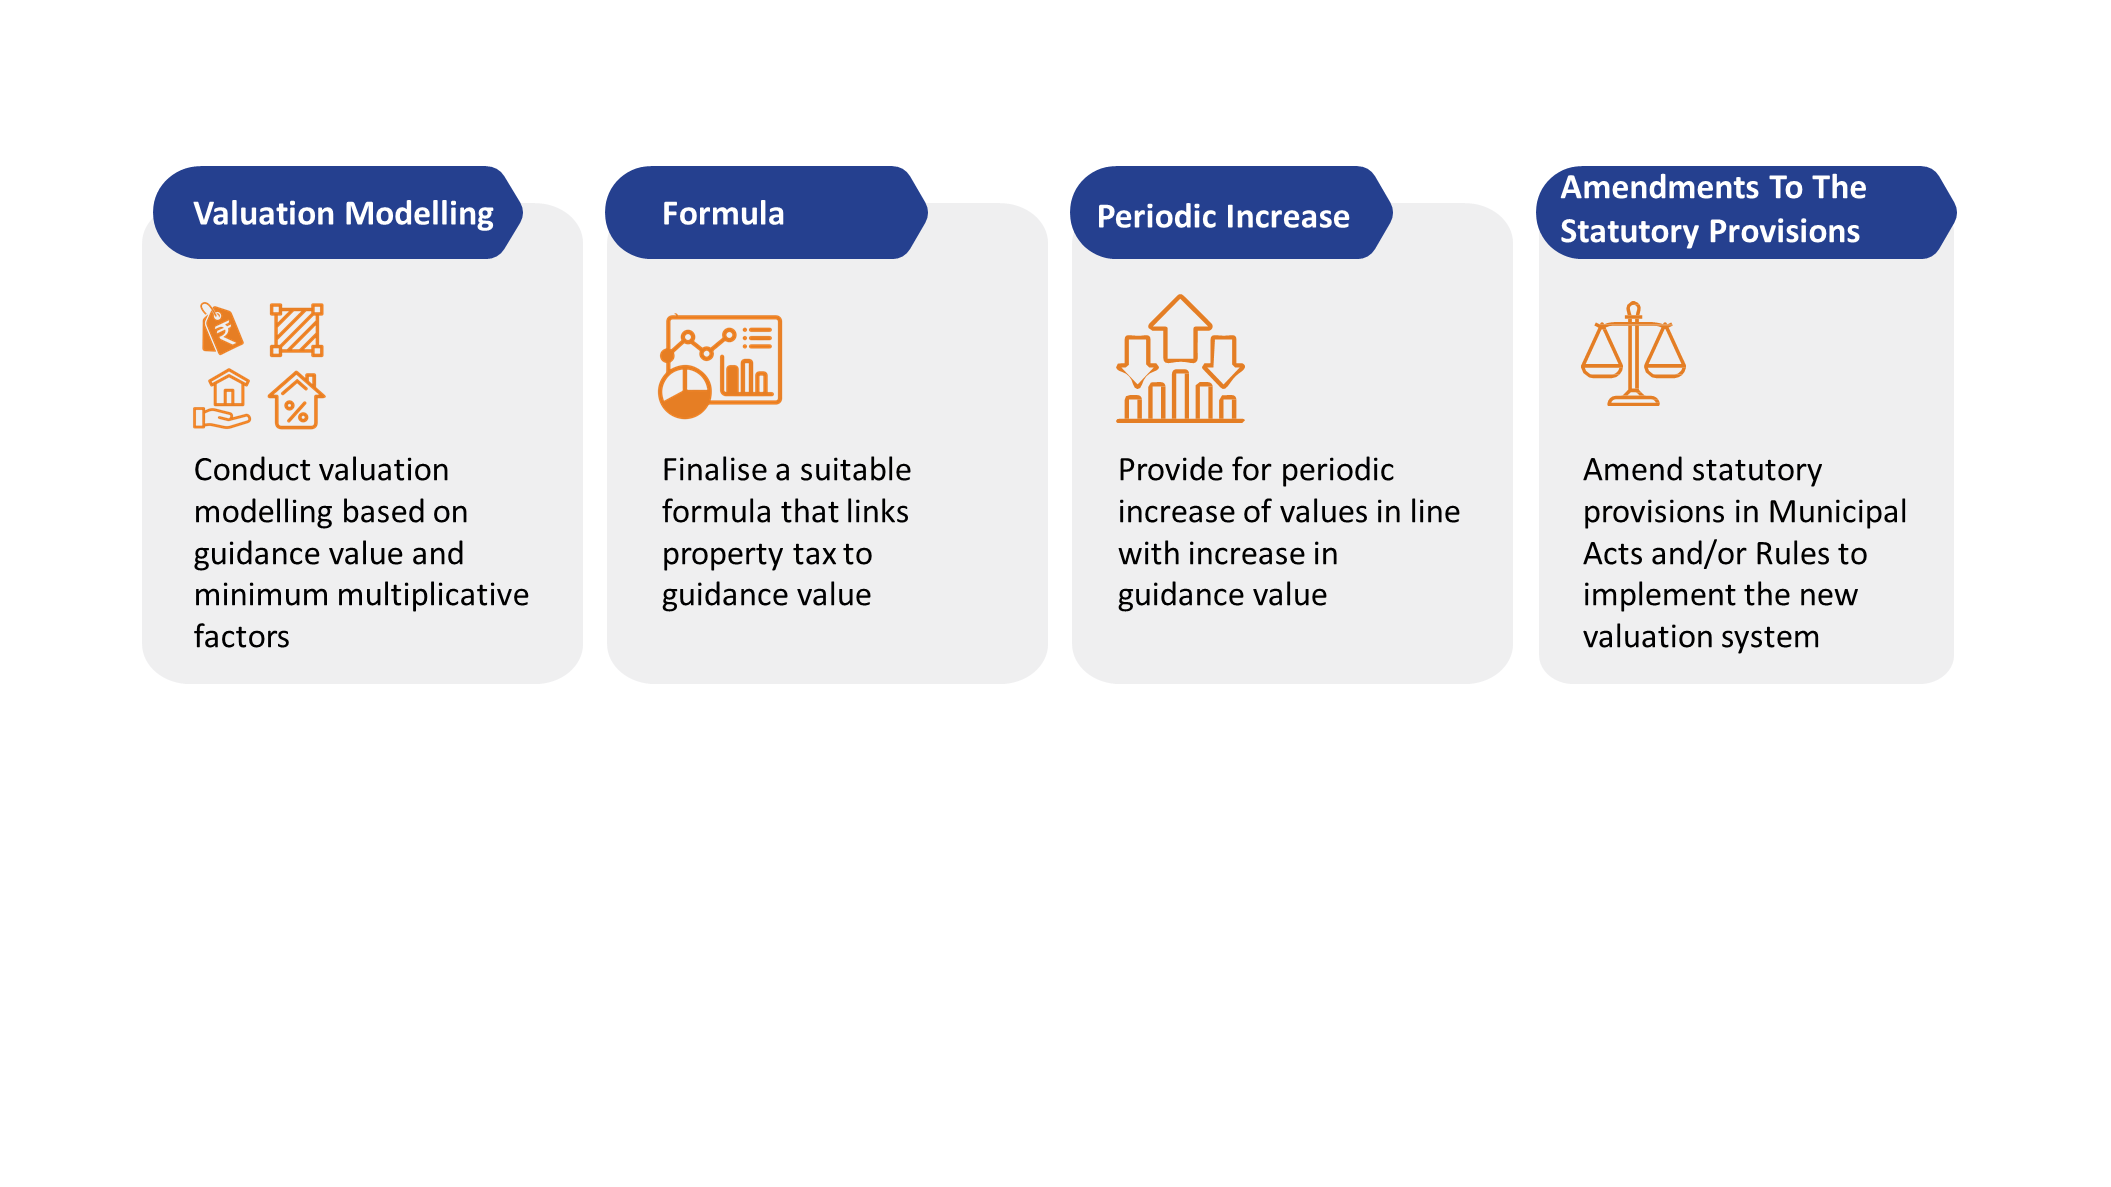 Valuation Modelling
Conduct valuation
modelling based on
guidance value and
minimum multiplicative
factors
Formula
Finalise a suitable
formula that links
property tax to
guidance value
Periodic Increase
Provide for periodic
increase of values in line
with increase in
guidance value
Amendments To The
Statutory Provisions
Amend statutory
provisions in Municipal
Acts and/or Rules to
implement the new
valuation system